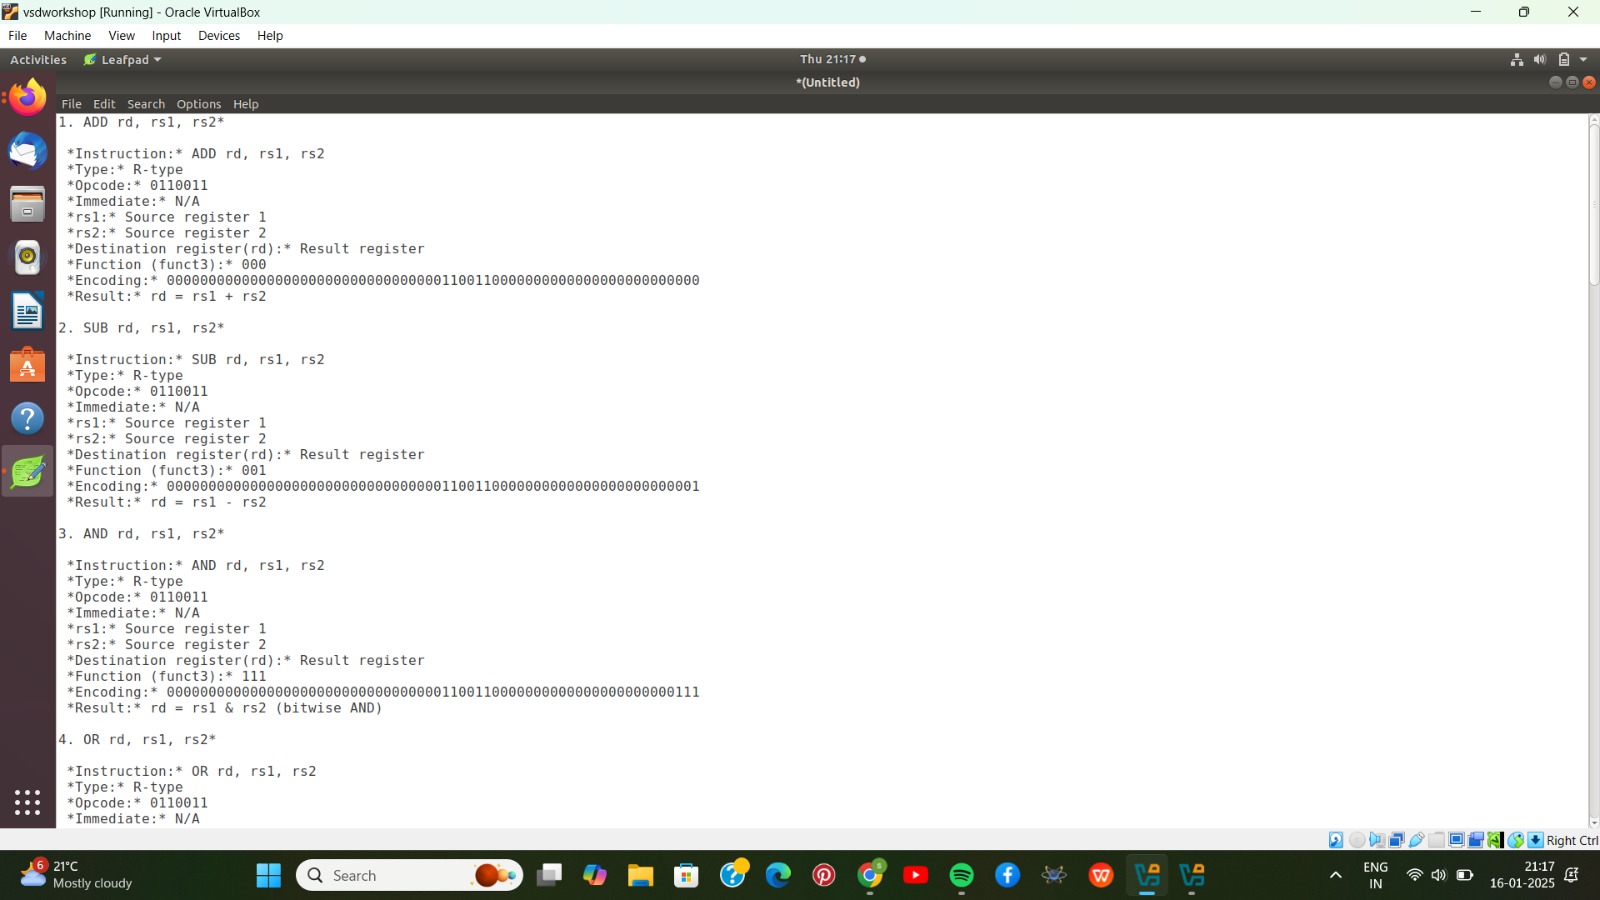 vsdworkshop [Running] - Oracle VirtualBox
File Machine View Input Devices Help
Activities Leafpad Thu 21:17
*(Untitled)
File Edit Search Options Help
1. ADD rd, rs1, rs2*
*Instruction:* ADD rd, rs1, rs2
*Type:* R-type
*Opcode:* 0110011
*Immediate:* N/A
*rs1:* Source register 1
*rs2:* Source register 2
*Destination register(rd):* Result register
*Function (funct3):* 000
*Encoding:* 0000000000000000000000000000000001100110000000000000000000000000
*Result:* rd = rs1 + rs2
2. SUB rd, rs1, rs2*
*Instruction:* SUB rd, rs1, rs2
*Type:* R-type
*Opcode:* 0110011
*Immediate:* N/A
*rs1:* Source register 1
*rs2:* Source register 2
*Destination register(rd):* Result register
*Function (funct3):* 001
*Encoding:* 0000000000000000000000000000000001100110000000000000000000000001
*Result:* rd = rs1 - rs2
3. AND rd, rs1, rs2*
*Instruction:* AND rd, rs1, rs2
*Type:* R-type
*Opcode:* 0110011
*Immediate:* N/A
*rs1:* Source register 1
*rs2:* Source register 2
*Destination register(rd):* Result register
*Function (funct3):* 111
*Encoding:* 0000000000000000000000000000000001100110000000000000000000000111
*Result:* rd = rs1 & rs2 (bitwise AND)
4. OR rd, rs1, rs2*
*Instruction:* OR rd, rs1, rs2
*Type:* R-type
*Opcode:* 0110011
*Immediate:* N/A
Right Ctrl
6 21°C
Mostly cloudy
Search
ENG
IN
21:17
16-01-2025